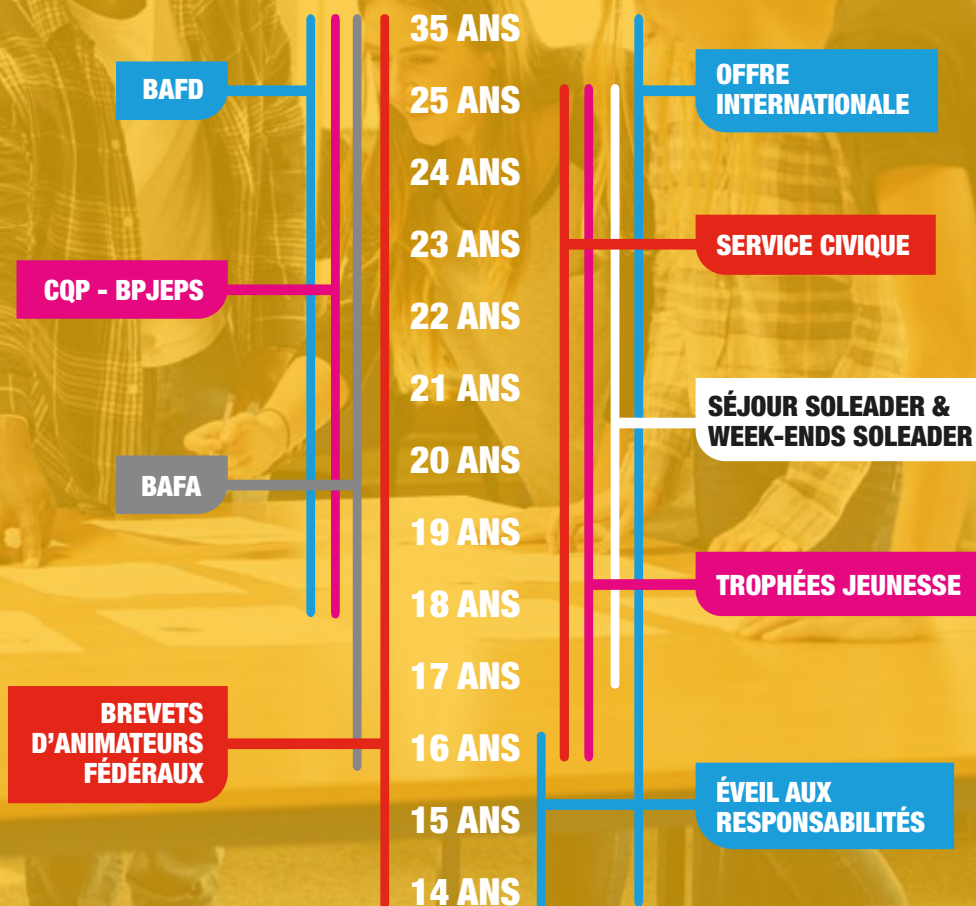 35 ANS
25 ANS
24 ANS
23 ANS
22 ANS
21 ANS
20 ANS
19 ANS
18 ANS
17 ANS
16 ANS
15 ANS
14 ANS
BAFD
CQP - BPJEPS
BAFA
BREVETS
D'ANIMATEURS
FÉDÉRAUX
OFFRE
INTERNATIONALE
SERVICE CIVIQUE
SÉJOUR SOLEADER &
WEEK-ENDS SOLEADER
TROPHÉES JEUNESSE
ÉVEIL AUX
RESPONSABILITÉS